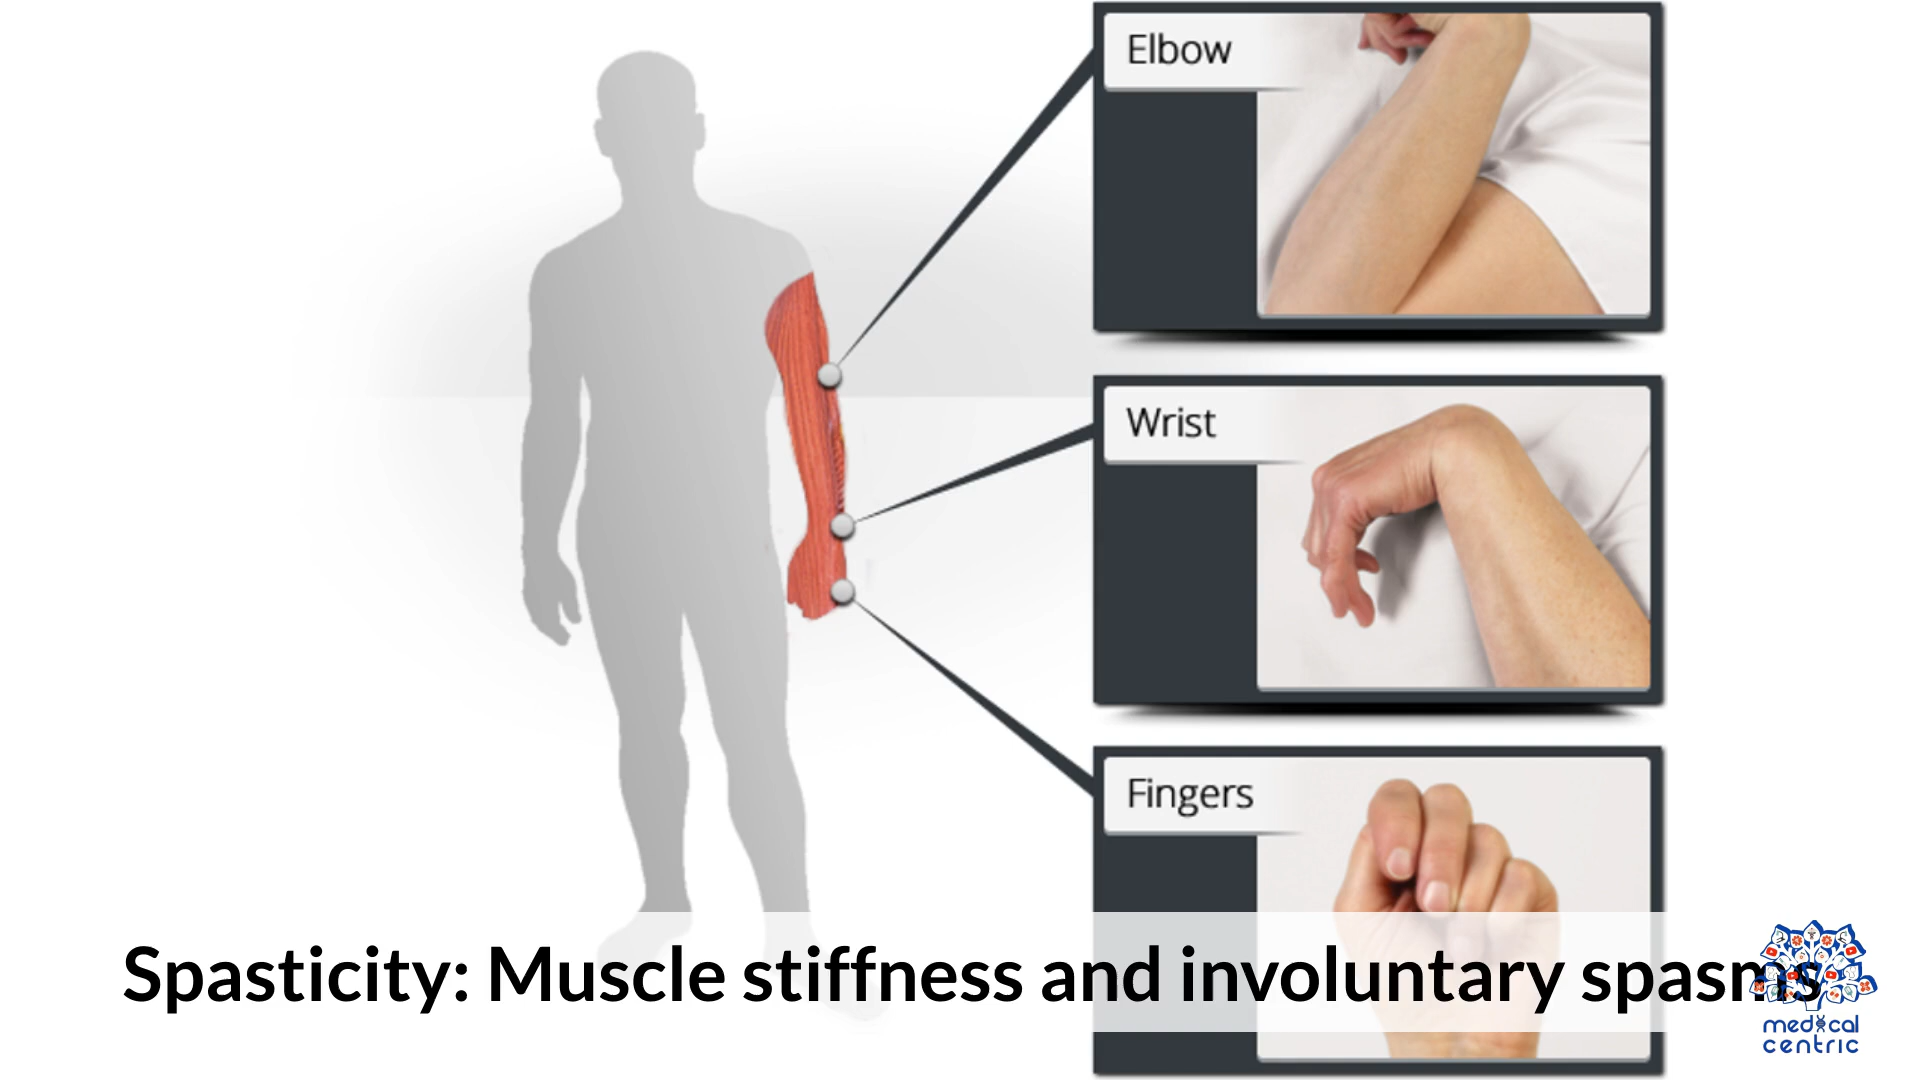 Elbow
Wrist
Fingers
Spasticity: Muscle stiffness and involuntary spasms
medical
centric